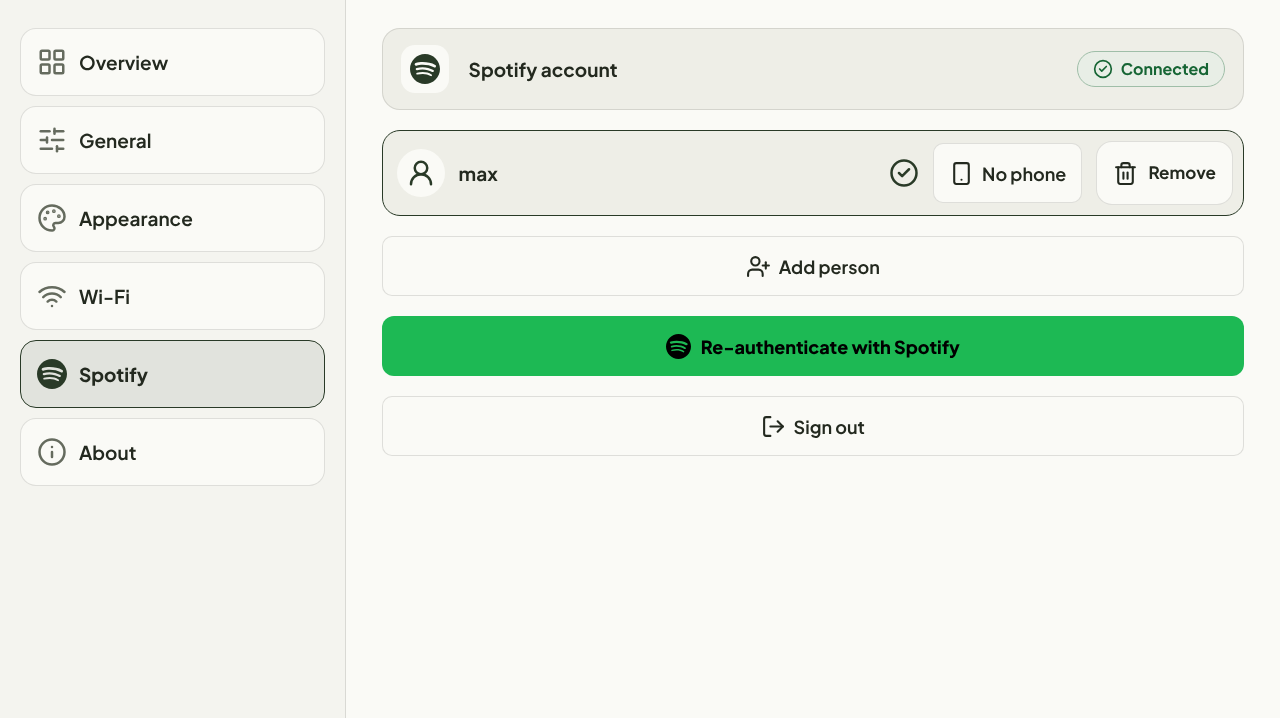 Overview
General
Appearance
Wi-Fi
Spotify
About
Spotify account
Connected
max
No phone
Remove
Add person
Re-authenticate with Spotify
Sign out